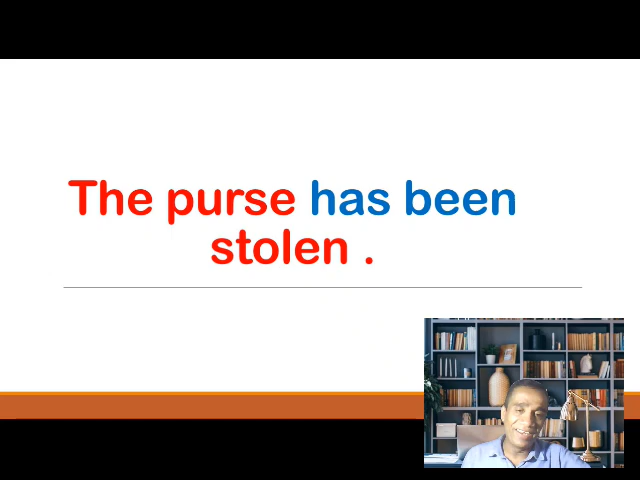 The purse has been
stolen .